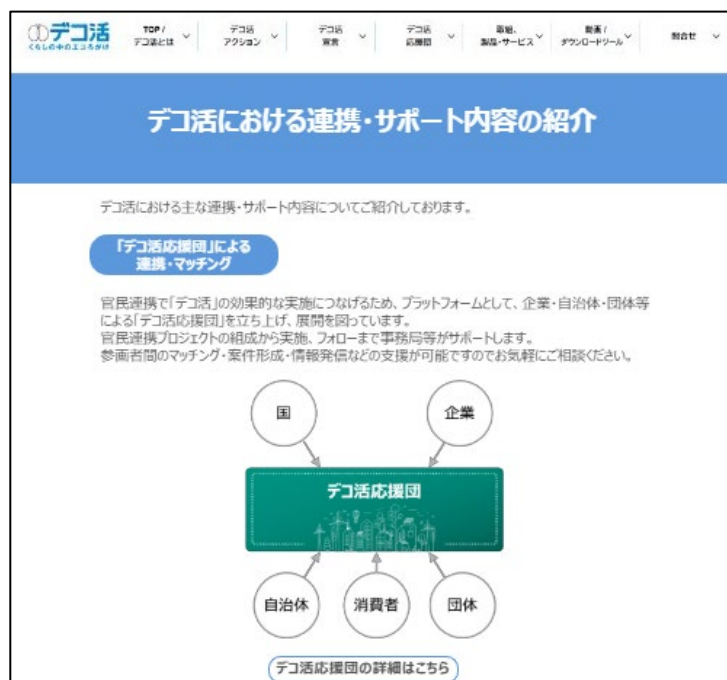 デコ活
くらしの中のエコろがけ
TOP /
デコ活とは
デコ活
アクション
デコ活
宣言
デコ活
応援団
取組、
製品・サービス
動画 /
ダウンロードツール
問合せ
デコ活における連携・サポート内容の紹介
デコ活における主な連携・サポート内容についてご紹介しております。
「デコ活応援団」による
連携・マッチング
官民連携で「デコ活」の効果的な実施につなげるため、プラットフォームとして、企業・自治体・団体等
による「デコ活応援団」を立ち上げ、展開を図っています。
官民連携プロジェクトの組成から実施、フォローまで事務局等がサポートします。
参画者間のマッチング・案件形成・情報発信などの支援が可能ですのでお気軽にご相談ください。
国
企業
デコ活応援団
自治体
消費者
団体
デコ活応援団の詳細はこちら